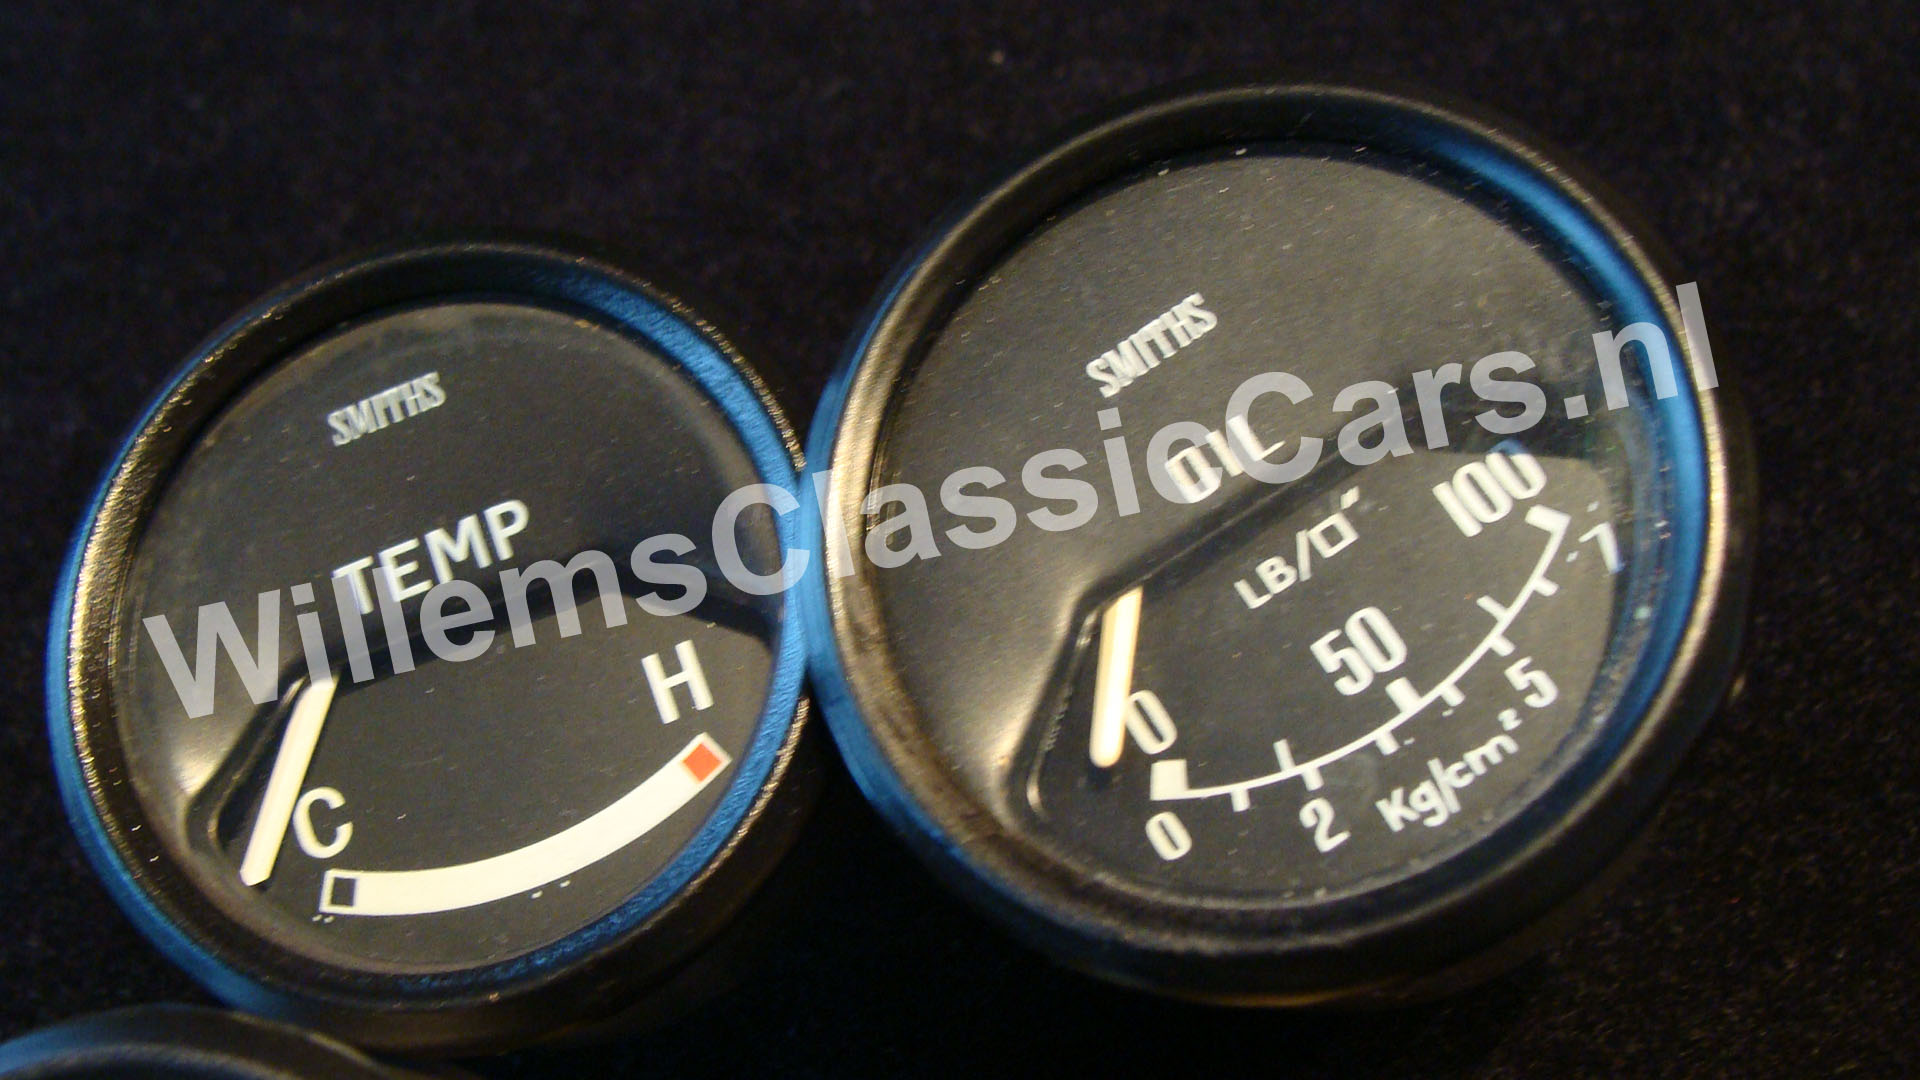 SMITHS
TEMP
C
H
SMITHS
OIL
LB/□″
0 50 100
0 2 5 7
Kg/cm²
WillemsClassicCars.nl